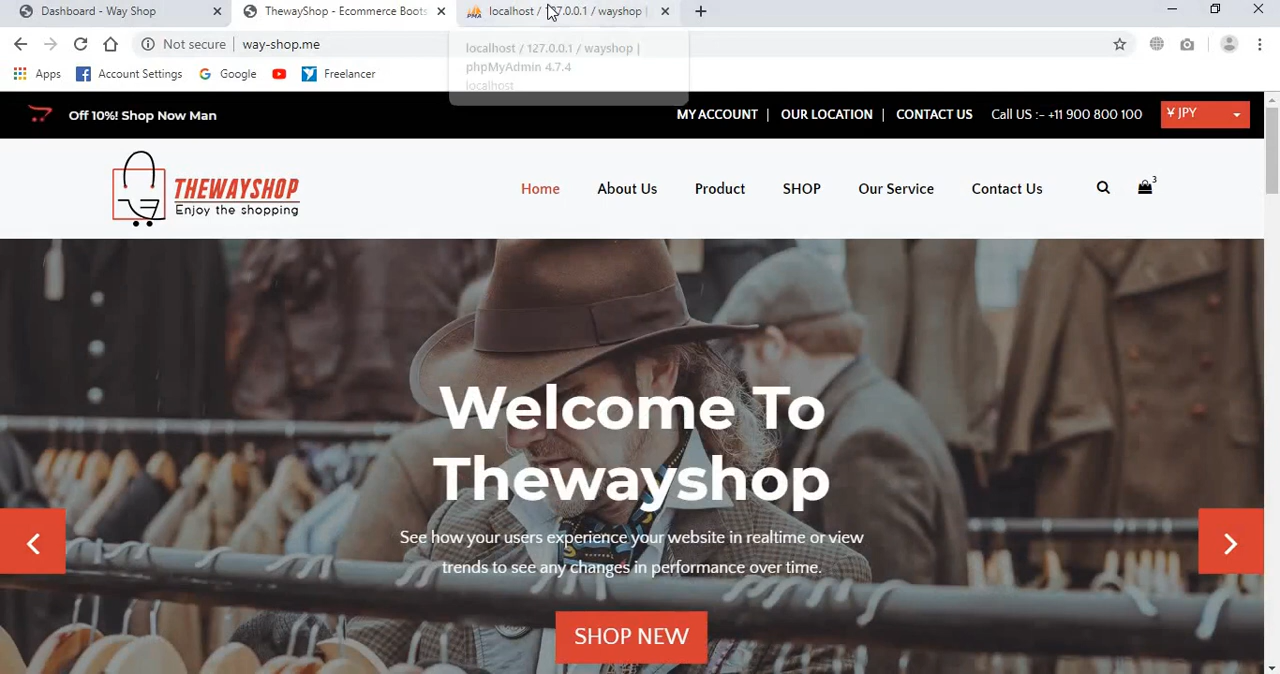 Dashboard - Way Shop
ThewayShop - Ecommerce Boots
localhost / 127.0.0.1 / wayshop |
Not secure
way-shop.me
localhost / 127.0.0.1 / wayshop |
phpMyAdmin 4.7.4
localhost
Apps
Account Settings
Google
Freelancer
Off 10%! Shop Now Man
MY ACCOUNT | OUR LOCATION | CONTACT US
Call US :- +11 900 800 100
¥ JPY
THEWAYSHOP
Enjoy the shopping
Home
About Us
Product
SHOP
Our Service
Contact Us
3
Welcome To
Thewayshop
See how your users experience your website in realtime or view
trends to see any changes in performance over time.
SHOP NEW